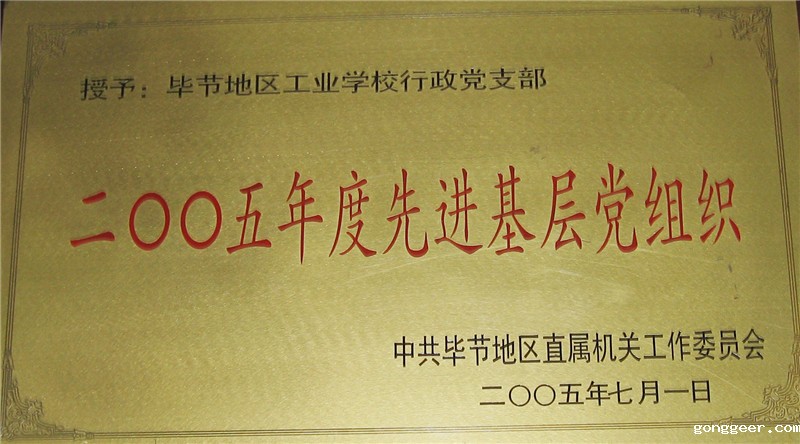 授予：毕节地区工业学校行政党支部
二〇〇五年度先进基层党组织
中共毕节地区直属机关工作委员会
二〇〇五年七月一日
gonggeer.com